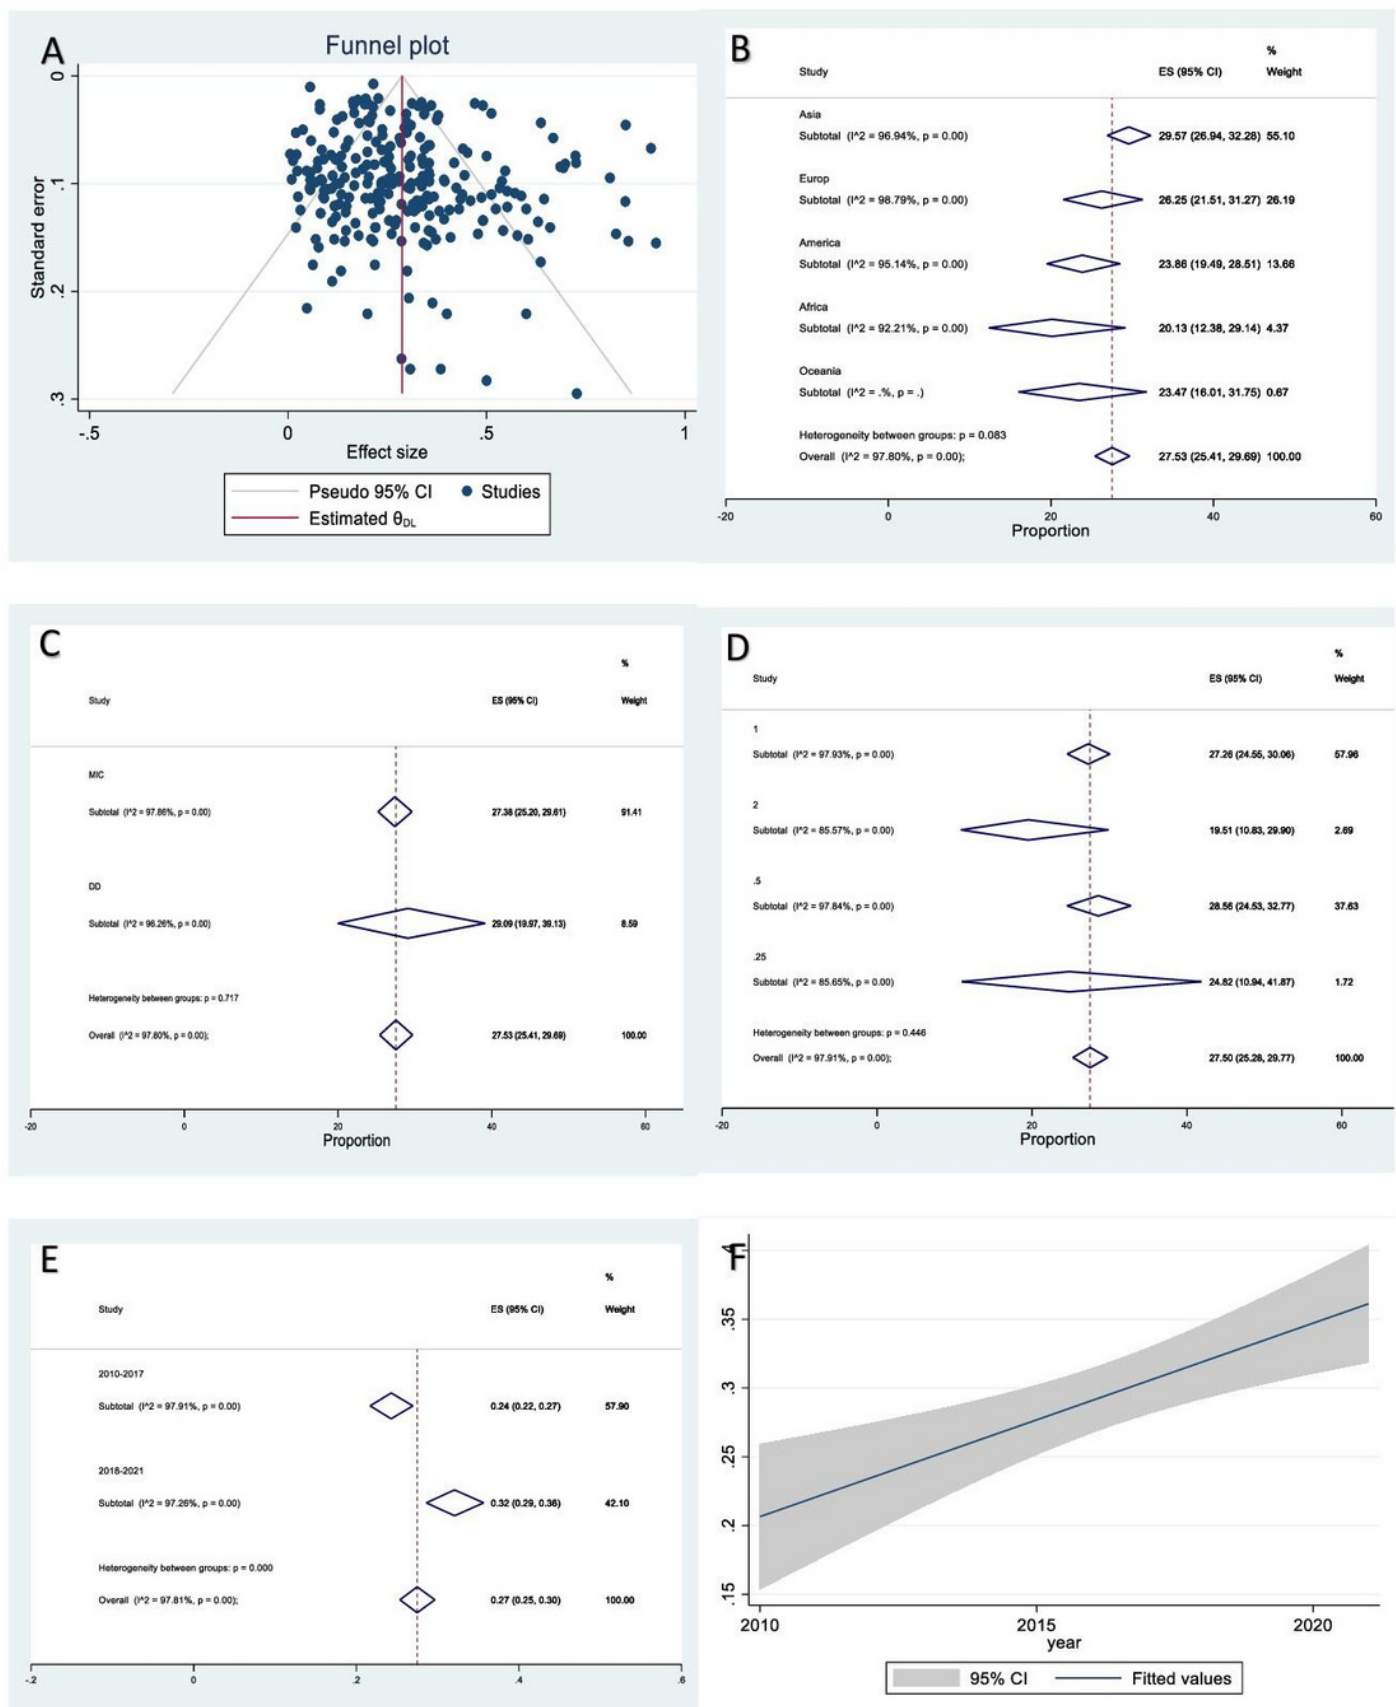 A
Funnel plot
Standard error
0
.1
.2
.3
-.5
0
.5
1
Effect size
Pseudo 95% CI
Studies
Estimated θDL
B
%
Study
ES (95% CI)
Weight
Asia
Subtotal (I^2 = 96.94%, p = 0.00)
29.57 (26.94, 32.28)
55.10
Europ
Subtotal (I^2 = 98.79%, p = 0.00)
26.25 (21.51, 31.27)
26.19
America
Subtotal (I^2 = 95.14%, p = 0.00)
23.86 (19.49, 28.51)
13.66
Africa
Subtotal (I^2 = 92.21%, p = 0.00)
20.13 (12.38, 29.14)
4.37
Oceania
Subtotal (I^2 = .%, p = .)
23.47 (16.01, 31.75)
0.67
Heterogeneity between groups: p = 0.083
Overall (I^2 = 97.80%, p = 0.00);
27.53 (25.41, 29.69)
100.00
-20
0
20
40
60
Proportion
C
%
Study
ES (95% CI)
Weight
MIC
Subtotal (I^2 = 97.86%, p = 0.00)
27.38 (25.20, 29.61)
91.41
DD
Subtotal (I^2 = 96.26%, p = 0.00)
29.09 (19.97, 39.13)
8.59
Heterogeneity between groups: p = 0.717
Overall (I^2 = 97.80%, p = 0.00);
27.53 (25.41, 29.69)
100.00
-20
0
20
40
60
Proportion
D
%
Study
ES (95% CI)
Weight
1
Subtotal (I^2 = 97.93%, p = 0.00)
27.26 (24.55, 30.06)
57.96
2
Subtotal (I^2 = 85.57%, p = 0.00)
19.51 (10.83, 29.90)
2.69
.5
Subtotal (I^2 = 97.84%, p = 0.00)
28.56 (24.53, 32.77)
37.63
.25
Subtotal (I^2 = 85.65%, p = 0.00)
24.82 (10.94, 41.87)
1.72
Heterogeneity between groups: p = 0.446
Overall (I^2 = 97.91%, p = 0.00);
27.50 (25.28, 29.77)
100.00
-20
0
20
40
60
Proportion
E
%
Study
ES (95% CI)
Weight
2010-2017
Subtotal (I^2 = 97.91%, p = 0.00)
0.24 (0.22, 0.27)
57.90
2018-2021
Subtotal (I^2 = 97.26%, p = 0.00)
0.32 (0.29, 0.36)
42.10
Heterogeneity between groups: p = 0.000
Overall (I^2 = 97.81%, p = 0.00);
0.27 (0.25, 0.30)
100.00
-.2
0
.2
.4
.6
F
.4
.35
.3
.25
.2
.15
2010
2015
2020
year
95% CI
Fitted values